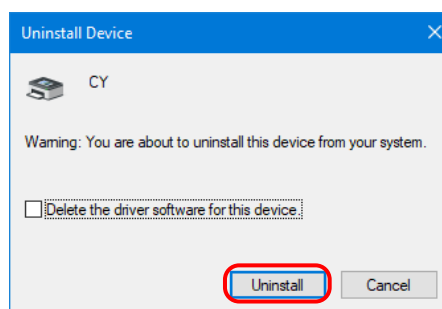 Uninstall Device
CY
Warning: You are about to uninstall this device from your system.
Delete the driver software for this device.
Uninstall
Cancel